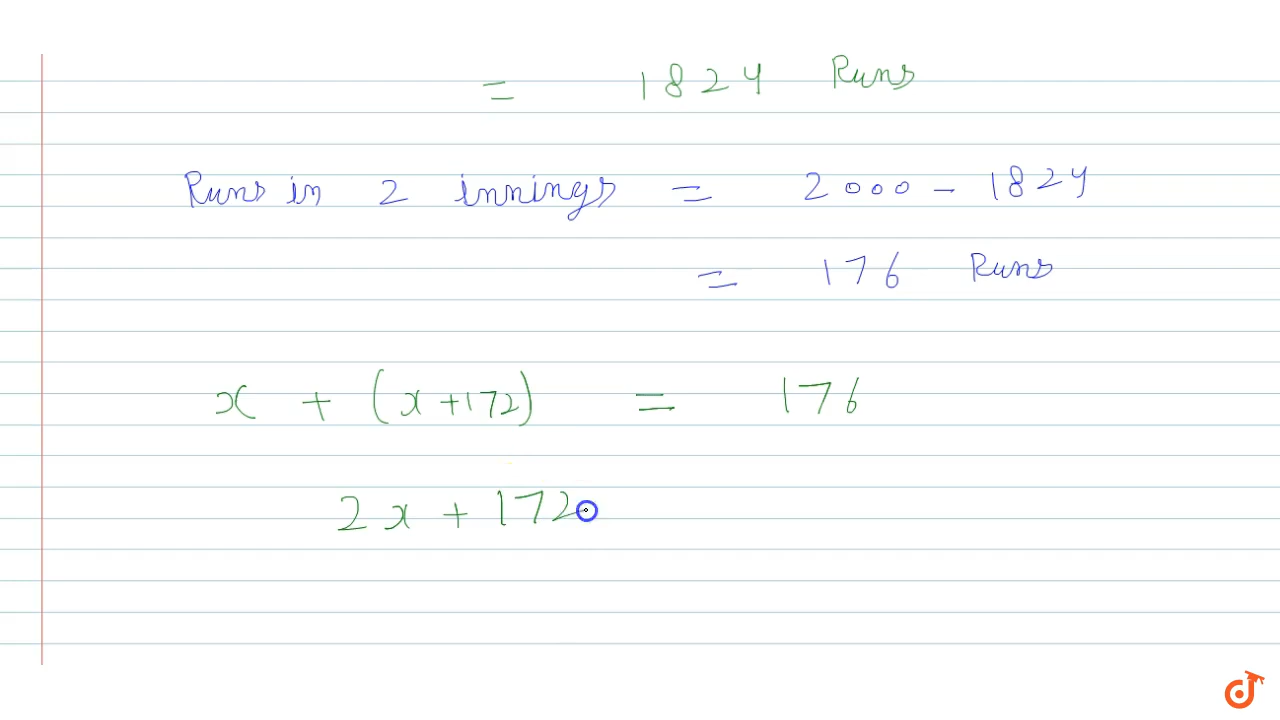 = 1824 Runs
Runs in 2 innings = 2000 - 1824
= 176 Runs
x + (x+172) = 176
2x + 172